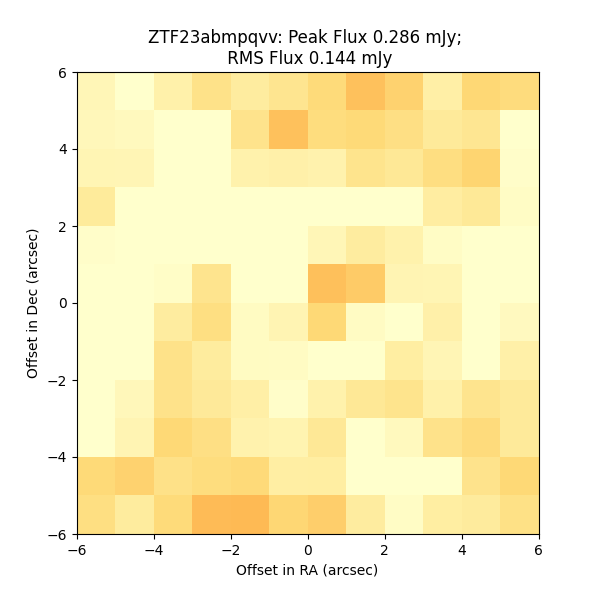 ZTF23abmpqvv: Peak Flux 0.286 mJy;
RMS Flux 0.144 mJy
6
4
2
0
−2
−4
−6
Offset in Dec (arcsec)
−6 −4 −2 0 2 4 6
Offset in RA (arcsec)